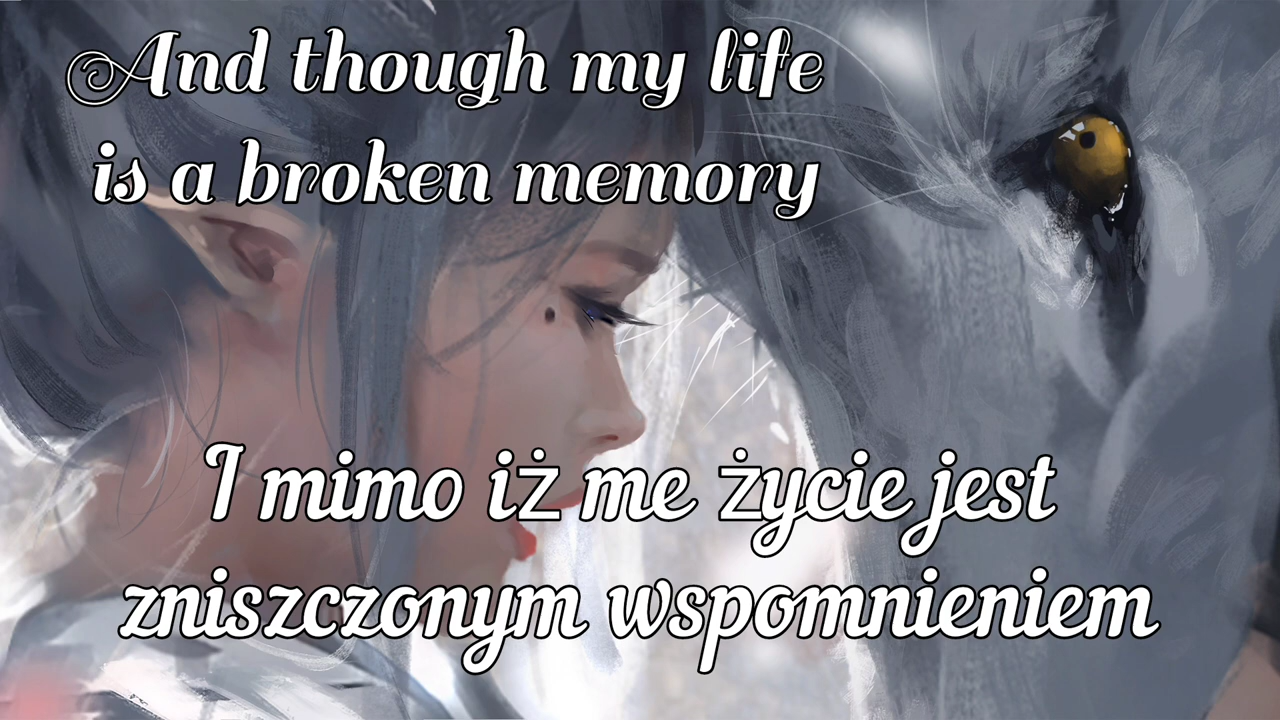 And though my life
is a broken memory
I mimo iż me życie jest
zniszczonym wspomnieniem